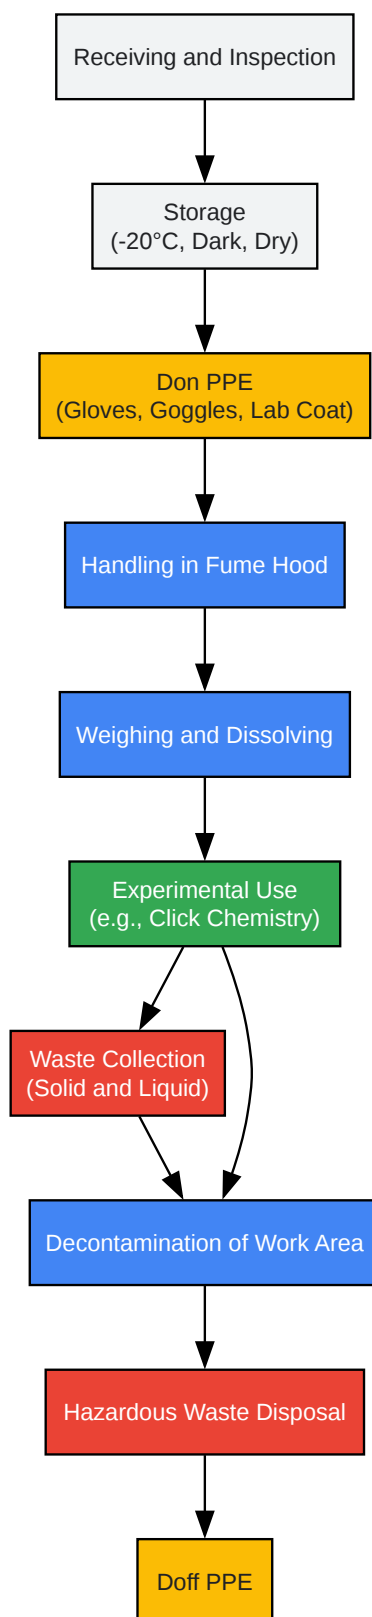 Receiving and Inspection
Storage
(-20°C, Dark, Dry)
Don PPE
(Gloves, Goggles, Lab Coat)
Handling in Fume Hood
Weighing and Dissolving
Experimental Use
(e.g., Click Chemistry)
Waste Collection
(Solid and Liquid)
Decontamination of Work Area
Hazardous Waste Disposal
Doff PPE